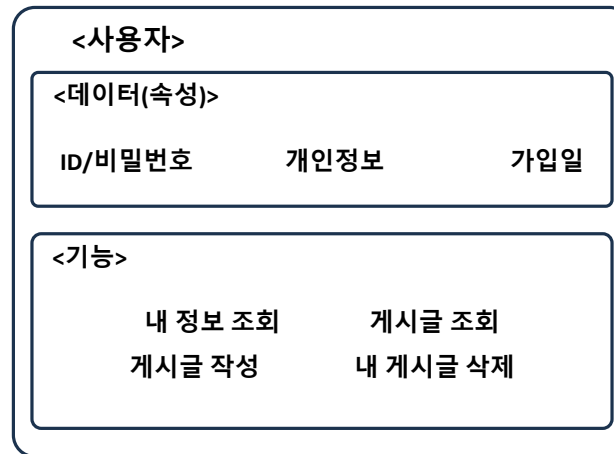 <사용자>
<데이터(속성)>
ID/비밀번호 개인정보 가입일
<기능>
내 정보 조회 게시글 조회
게시글 작성 내 게시글 삭제